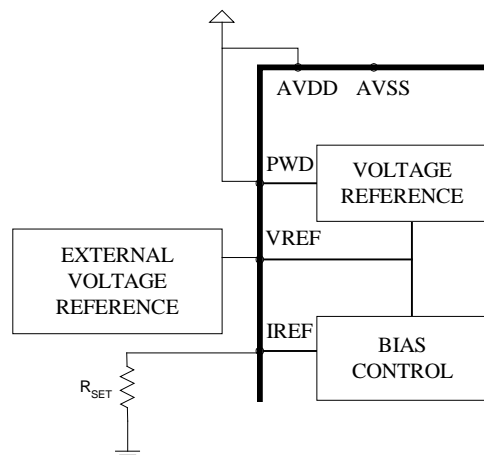 AVDD AVSS
PWD
VOLTAGE
REFERENCE
VREF
EXTERNAL
VOLTAGE
REFERENCE
IREF
BIAS
CONTROL
RSET